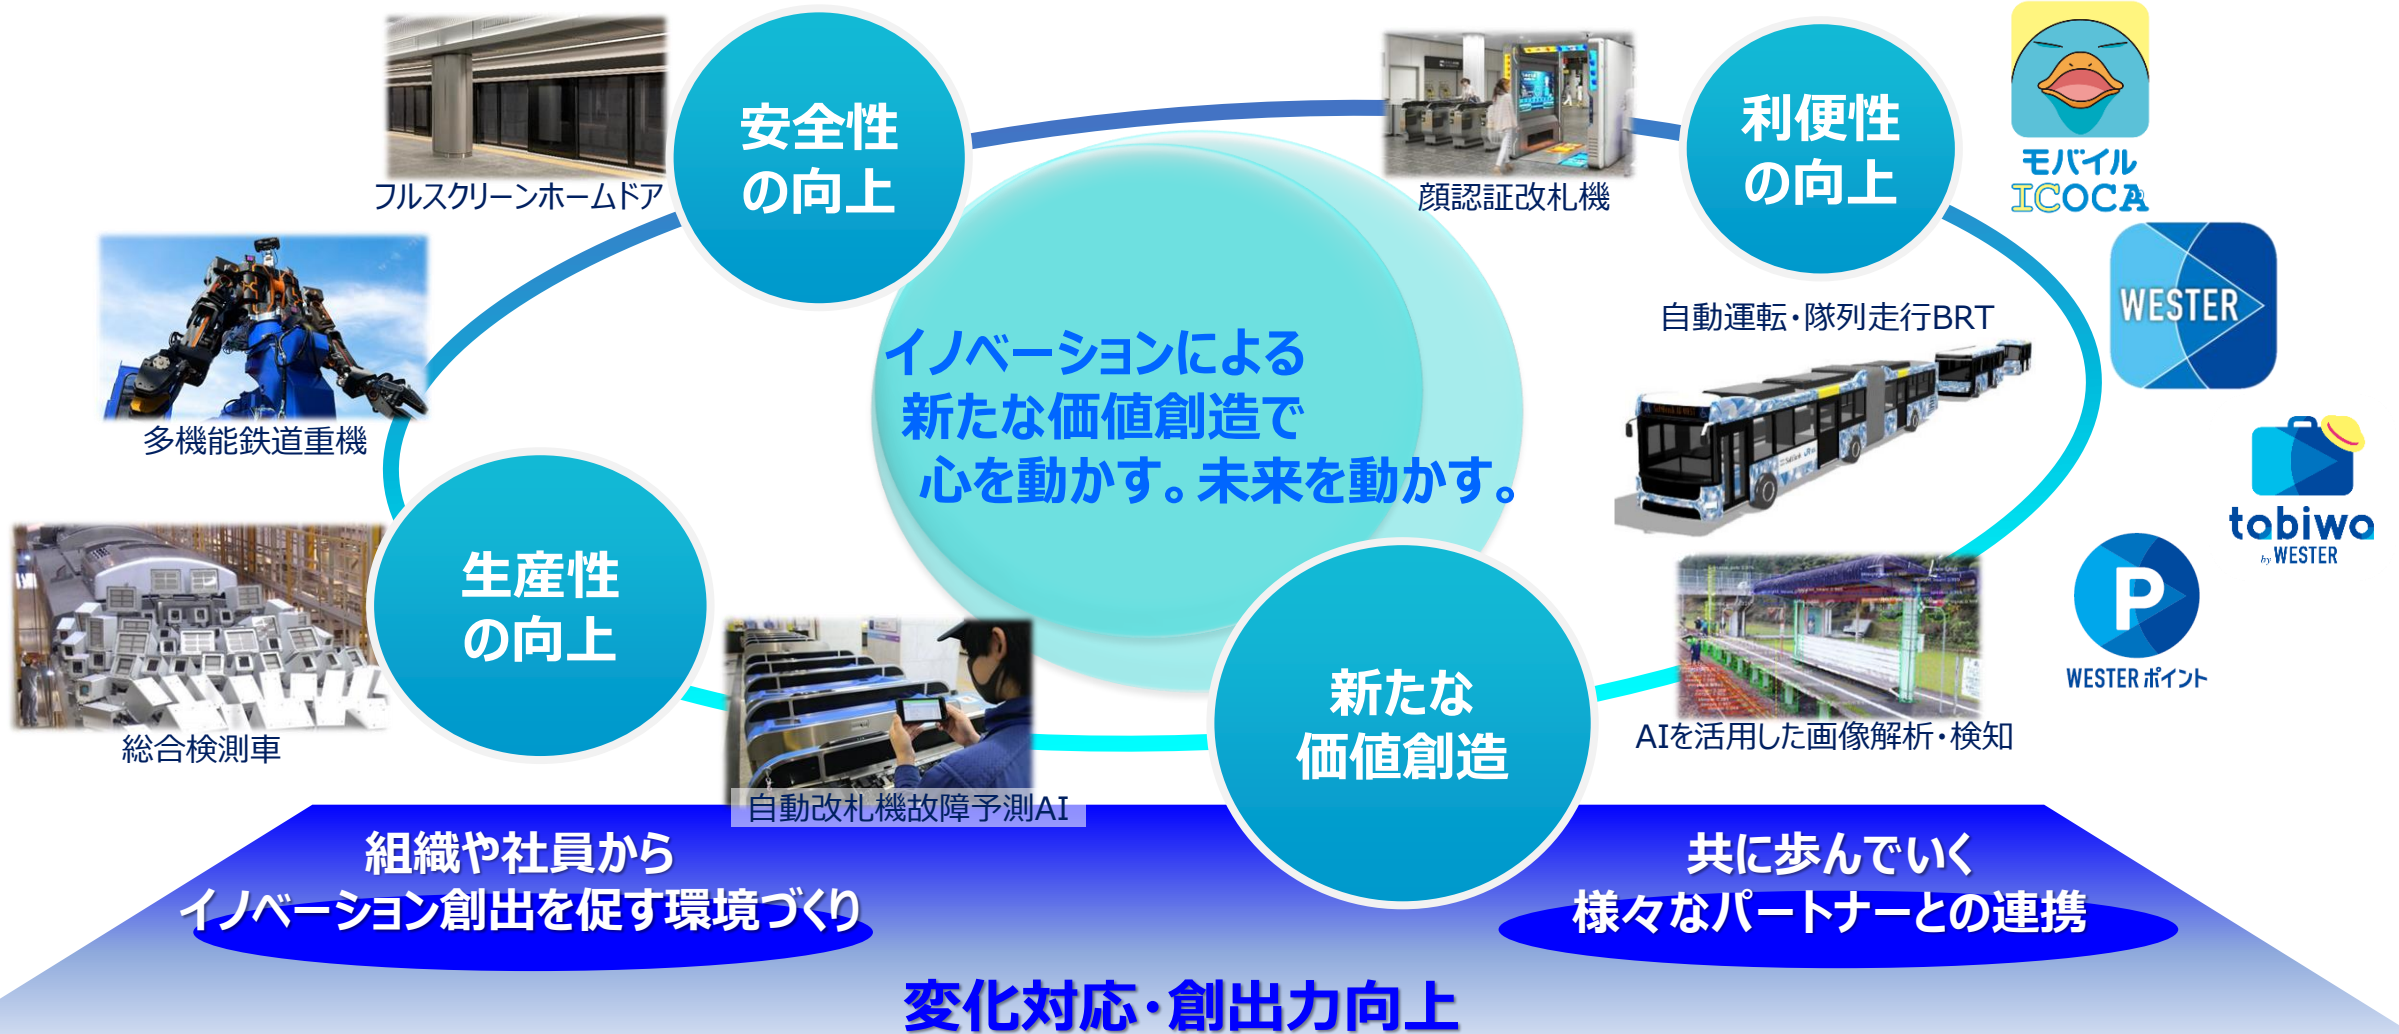 安全性
の向上
フルスクリーンホームドア
顔認証改札機
利便性
の向上
モバイル
ICOCA
WESTER
多機能鉄道重機
イノベーションによる
新たな価値創造で
心を動かす。未来を動かす。
自動運転・隊列走行BRT
tabiwa
by WESTER
P
WESTER ポイント
生産性
の向上
総合検測車
自動改札機故障予測AI
新たな
価値創造
AIを活用した画像解析・検知
組織や社員から
イノベーション創出を促す環境づくり
共に歩んでいく
様々なパートナーとの連携
変化対応・創出力向上